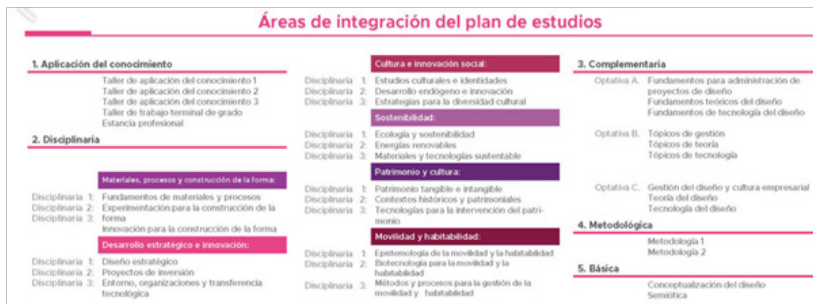 Áreas de integración del plan de estudios
1. Aplicación del conocimiento
Taller de aplicación del conocimiento 1
Taller de aplicación del conocimiento 2
Taller de aplicación del conocimiento 3
Taller de trabajo terminal de grado
Estancia profesional
2. Disciplinaria
Materiales, procesos y construcción de la forma:
Disciplinaria 1: Fundamentos de materiales y procesos
Disciplinaria 2: Experimentación para la construcción de la
Disciplinaria 3: forma
Innovación para la construcción de la forma
Desarrollo estratégico e innovación:
Disciplinaria 1: Diseño estratégico
Disciplinaria 2: Proyectos de inversión
Disciplinaria 3: Entorno, organizaciones y transferencia
tecnológica
Cultura e innovación social:
Disciplinaria 1: Estudios culturales e identidades
Disciplinaria 2: Desarrollo endógeno e innovación
Disciplinaria 3: Estrategias para la diversidad cultural
Sostenibilidad:
Disciplinaria 1: Ecología y sostenibilidad
Disciplinaria 2: Energías renovables
Disciplinaria 3: Materiales y tecnologías sustentable
Patrimonio y cultura:
Disciplinaria 1: Patrimonio tangible e intangible
Disciplinaria 2: Contextos históricos y patrimoniales
Disciplinaria 3: Tecnologías para la intervención del patri-
monio
Movilidad y habitabilidad:
Disciplinaria 1: Epistemología de la movilidad y la habitabilidad
Disciplinaria 2: Biotecnología para la movilidad y la
habitabilidad
Disciplinaria 3: Métodos y procesos para la gestión de la
movilidad y habitabilidad
3. Complementaria
Optativa A. Fundamentos para administración de
proyectos de diseño
Fundamentos teóricos del diseño
Fundamentos de tecnología del diseño
Optativa B. Tópicos de gestión
Tópicos de teoría
Tópicos de tecnología
Optativa C. Gestión del diseño y cultura empresarial
Teoría del diseño
Tecnología del diseño
4. Metodológica
Metodología 1
Metodología 2
5. Básica
Conceptualización del diseño
Semiótica